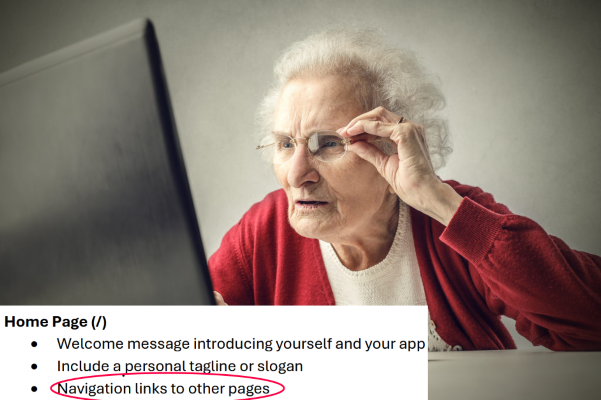 Home Page (/)
• Welcome message introducing yourself and your app
• Include a personal tagline or slogan
• Navigation links to other pages